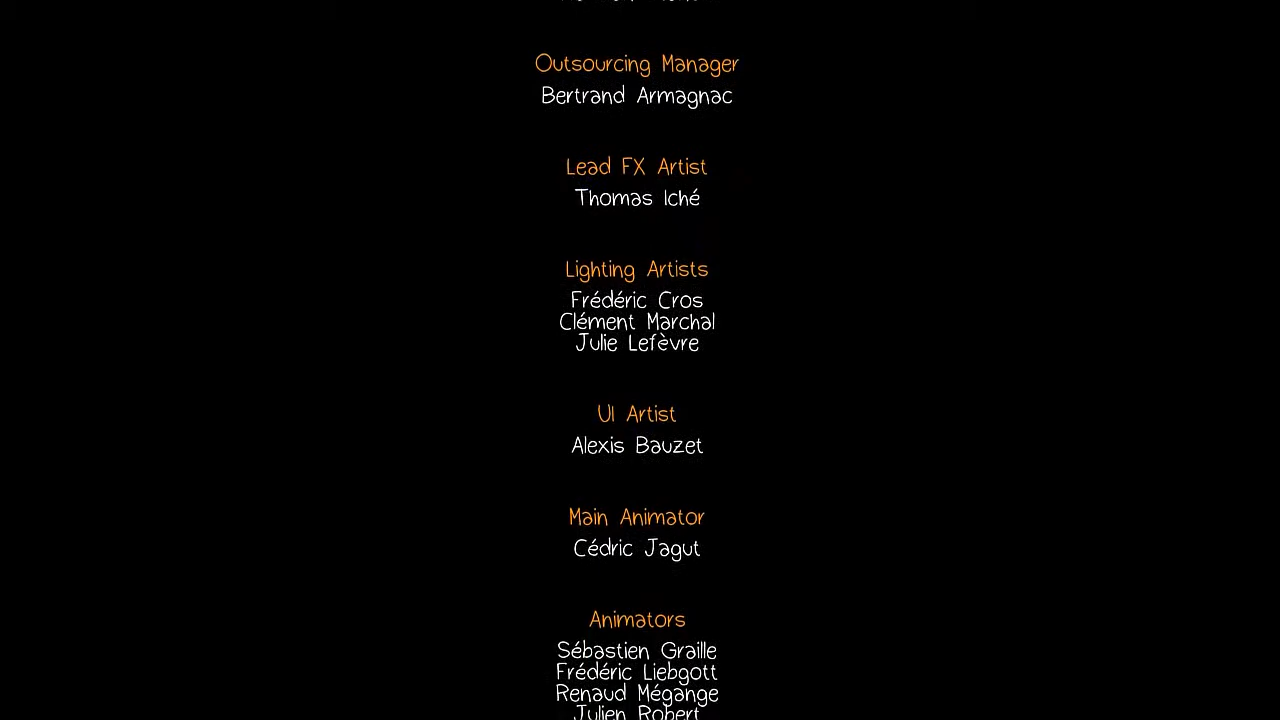 Outsourcing Manager
Bertrand Armagnac
Lead FX Artist
Thomas Iché
Lighting Artists
Frédéric Cros
Clément Marchal
Julie Lefèvre
UI Artist
Alexis Bauzet
Main Animator
Cédric Jagut
Animators
Sébastien Graille
Frédéric Liebgott
Renaud Mégange
Julien Robert